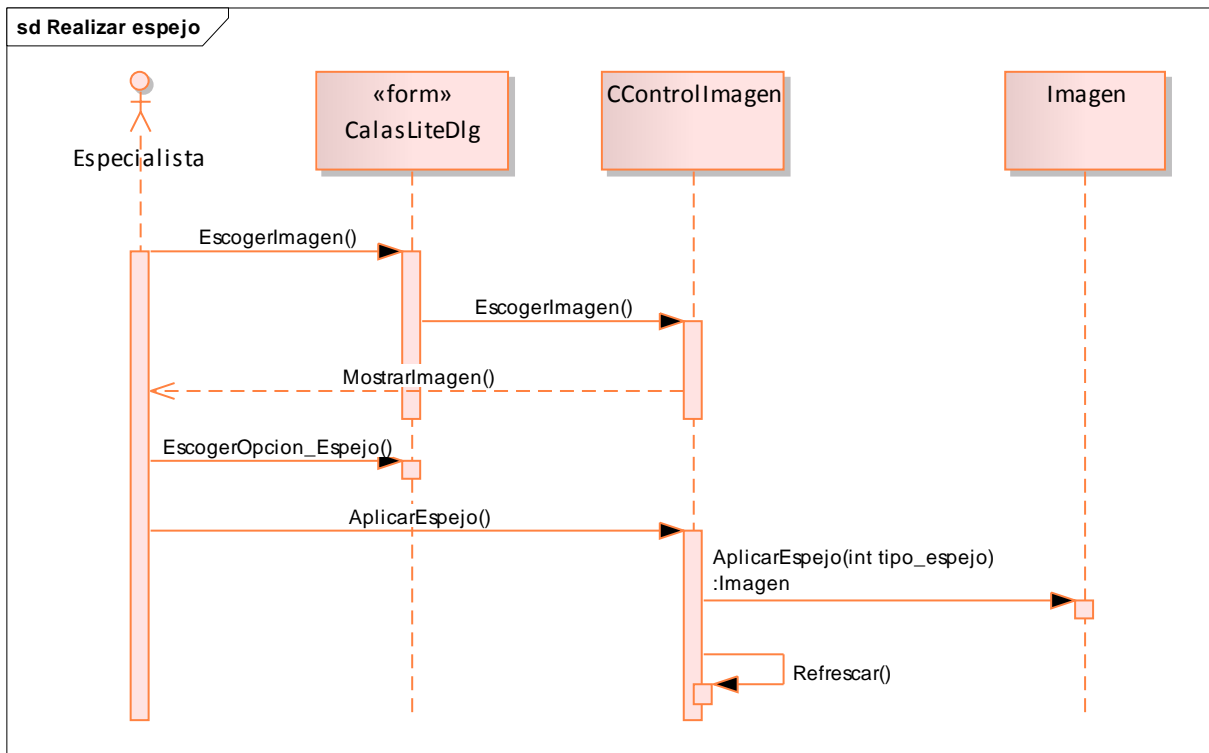 sd Realizar espejo
Especialista
«form»
CalasLiteDlg
CControlImagen
Imagen
EscogerImagen()
EscogerImagen()
MostrarImagen()
EscogerOpcion_Espejo()
AplicarEspejo()
AplicarEspejo(int tipo_espejo)
:Imagen
Refrescar()